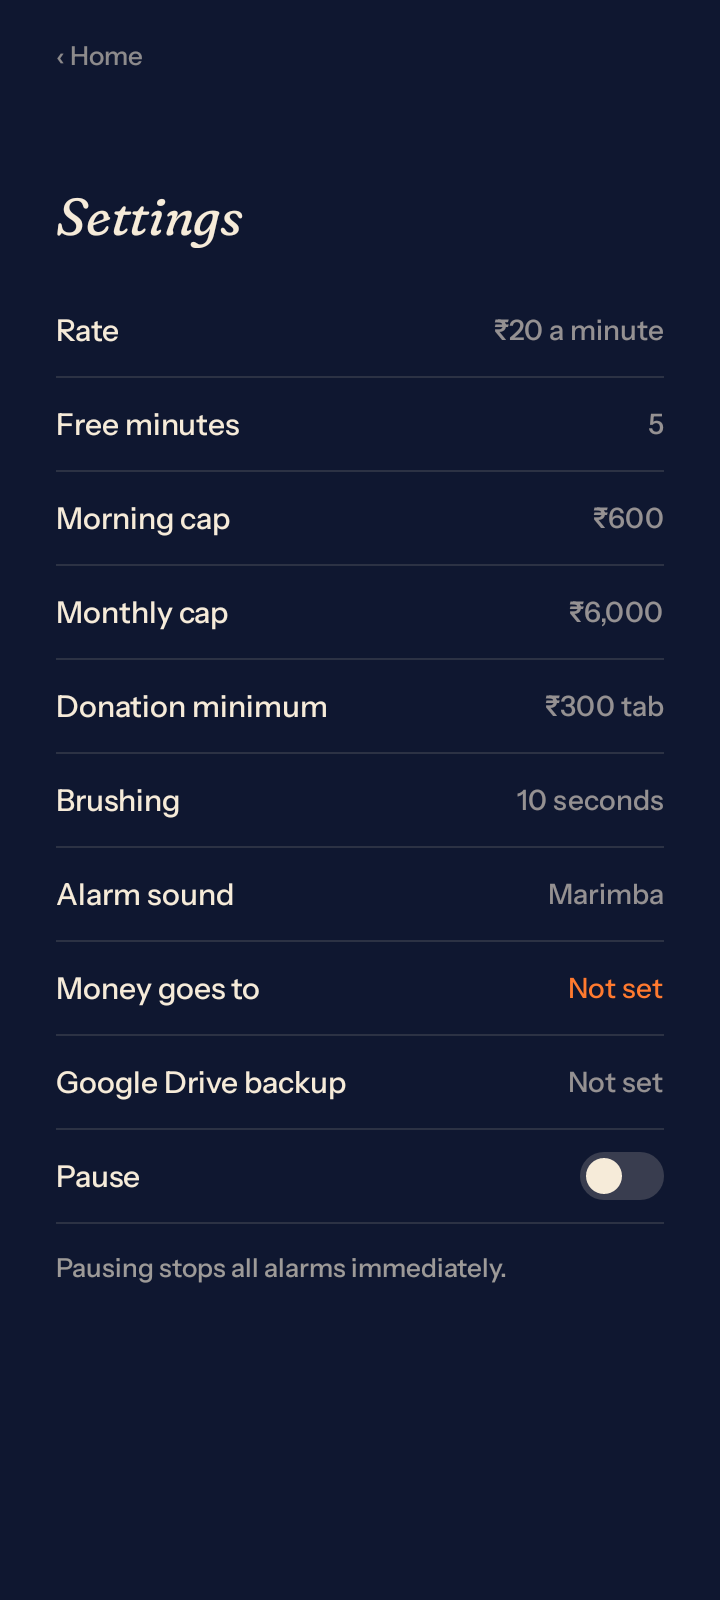 ‹ Home
Settings
Rate ₹20 a minute
Free minutes 5
Morning cap ₹600
Monthly cap ₹6,000
Donation minimum ₹300 tab
Brushing 10 seconds
Alarm sound Marimba
Money goes to Not set
Google Drive backup Not set
Pause
Pausing stops all alarms immediately.